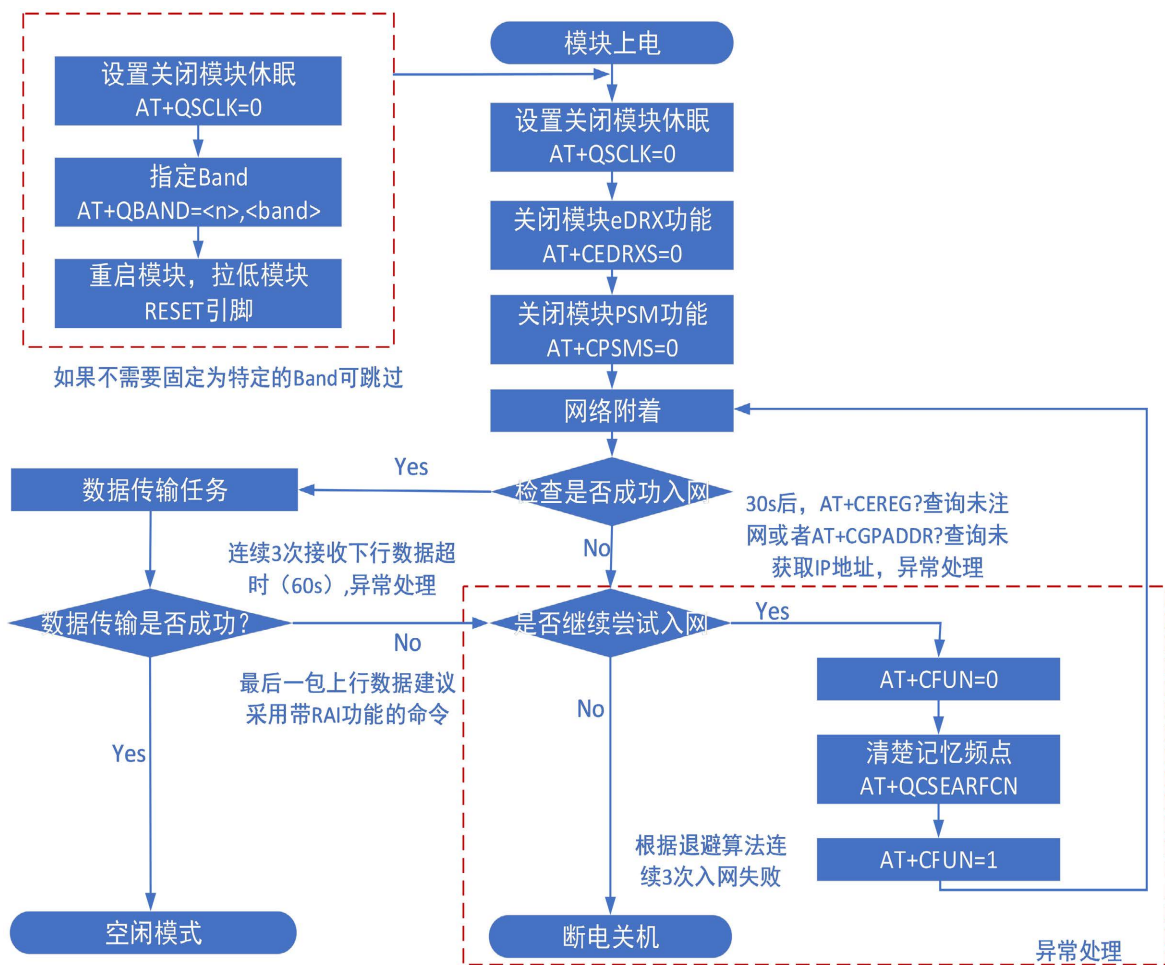 模块上电
设置关闭模块休眠
AT+QSCLK=0
指定Band
AT+QBAND=<n>,<band>
重启模块，拉低模块
RESET引脚
如果不需要固定为特定的Band可跳过
设置关闭模块休眠
AT+QSCLK=0
关闭模块eDRX功能
AT+CEDRXS=0
关闭模块PSM功能
AT+CPSMS=0
网络附着
检查是否成功入网
Yes
数据传输任务
No
30s后，AT+CEREG?查询未注
网或者AT+CGPADDR?查询未
获取IP地址，异常处理
连续3次接收下行数据超
时（60s）,异常处理
数据传输是否成功?
No
最后一包上行数据建议
采用带RAI功能的命令
Yes
空闲模式
是否继续尝试入网
Yes
No
AT+CFUN=0
清楚记忆频点
AT+QCSEARFCN
AT+CFUN=1
根据退避算法连
续3次入网失败
断电关机
异常处理